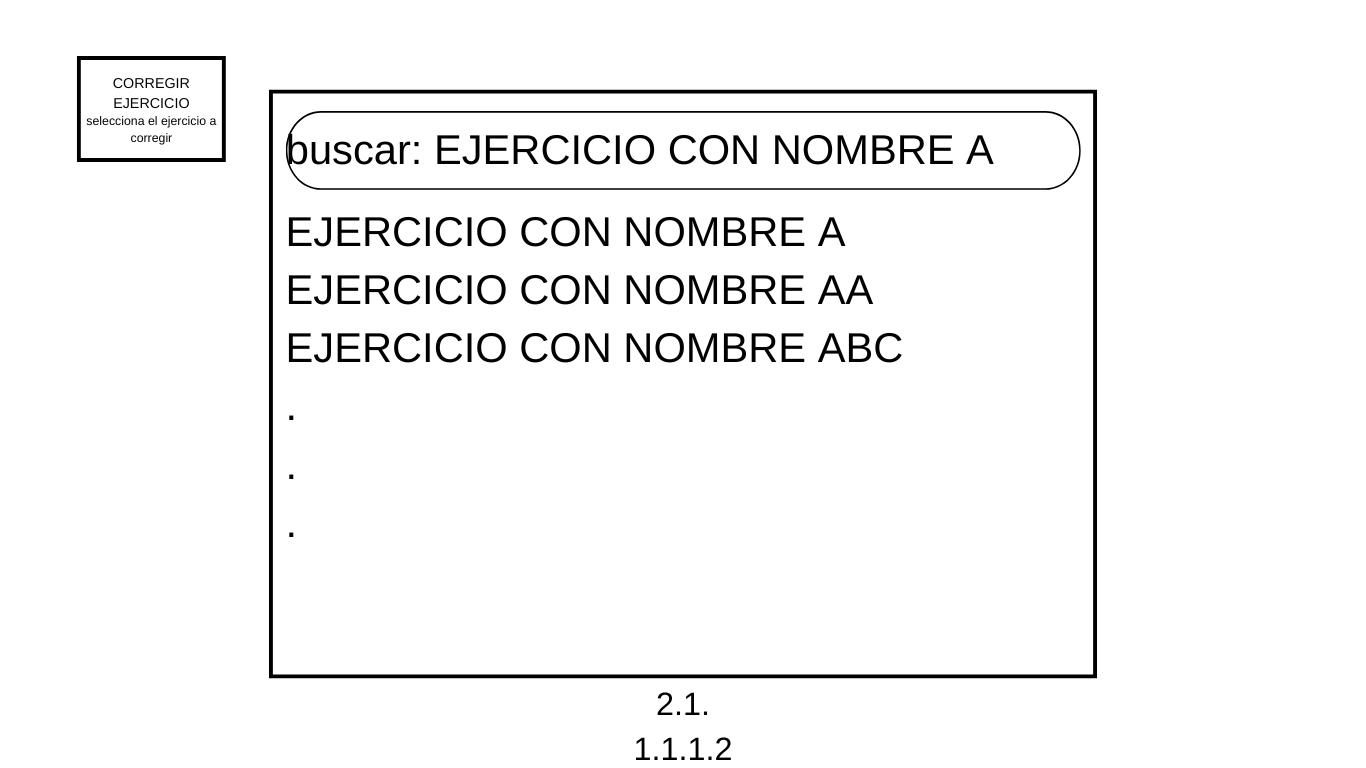 CORREGIR
EJERCICIO
selecciona el ejercicio a
corregir
buscar: EJERCICIO CON NOMBRE A
EJERCICIO CON NOMBRE A
EJERCICIO CON NOMBRE AA
EJERCICIO CON NOMBRE ABC
.
.
.
2.1.
1.1.1.2